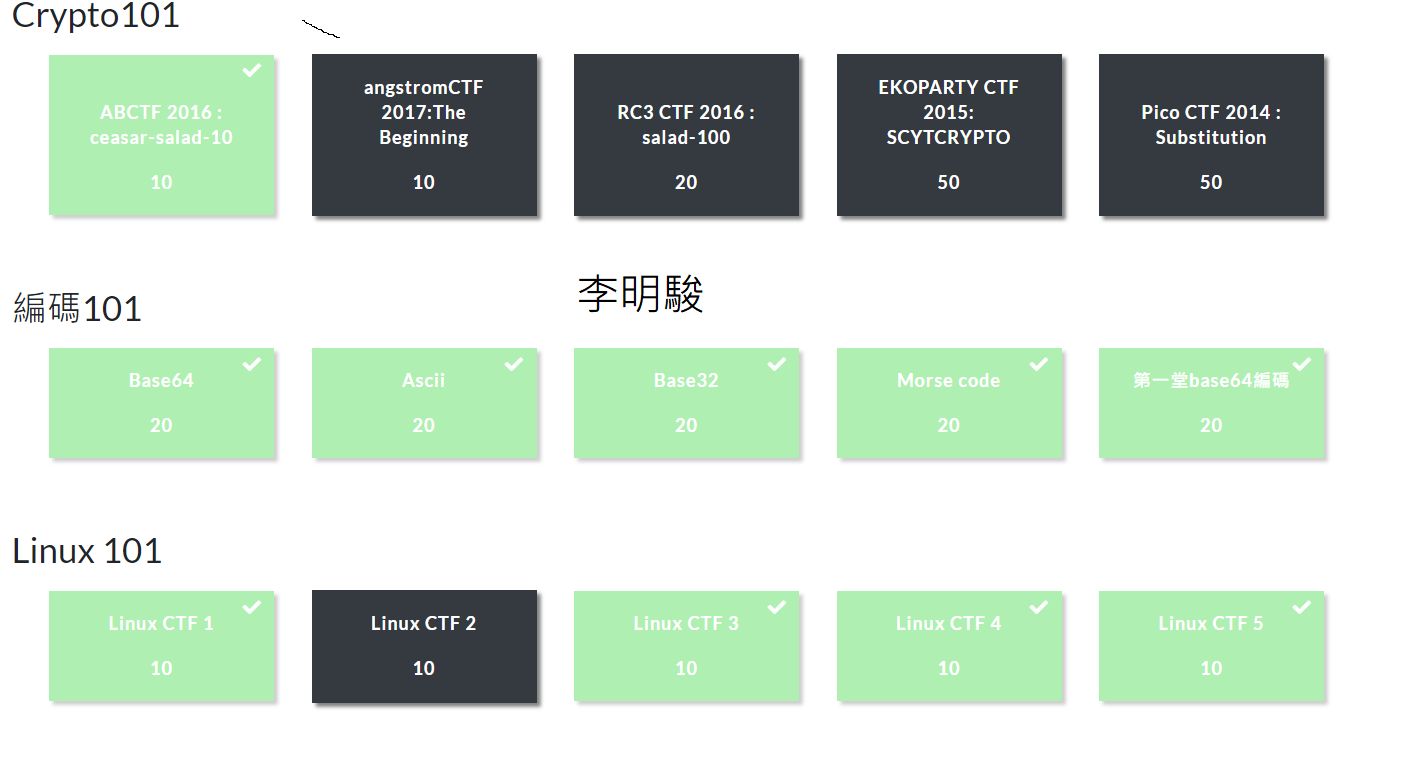 Crypto101
ABCTF 2016 :
ceasar-salad-10
10
angstromCTF
2017:The
Beginning
10
RC3 CTF 2016 :
salad-100
20
EKOPARTY CTF
2015:
SCYTCRYPTO
50
Pico CTF 2014 :
Substitution
50
李明駿
編碼101
Base64
20
Ascii
20
Base32
20
Morse code
20
第一堂base64編碼
20
Linux 101
Linux CTF 1
10
Linux CTF 2
10
Linux CTF 3
10
Linux CTF 4
10
Linux CTF 5
10